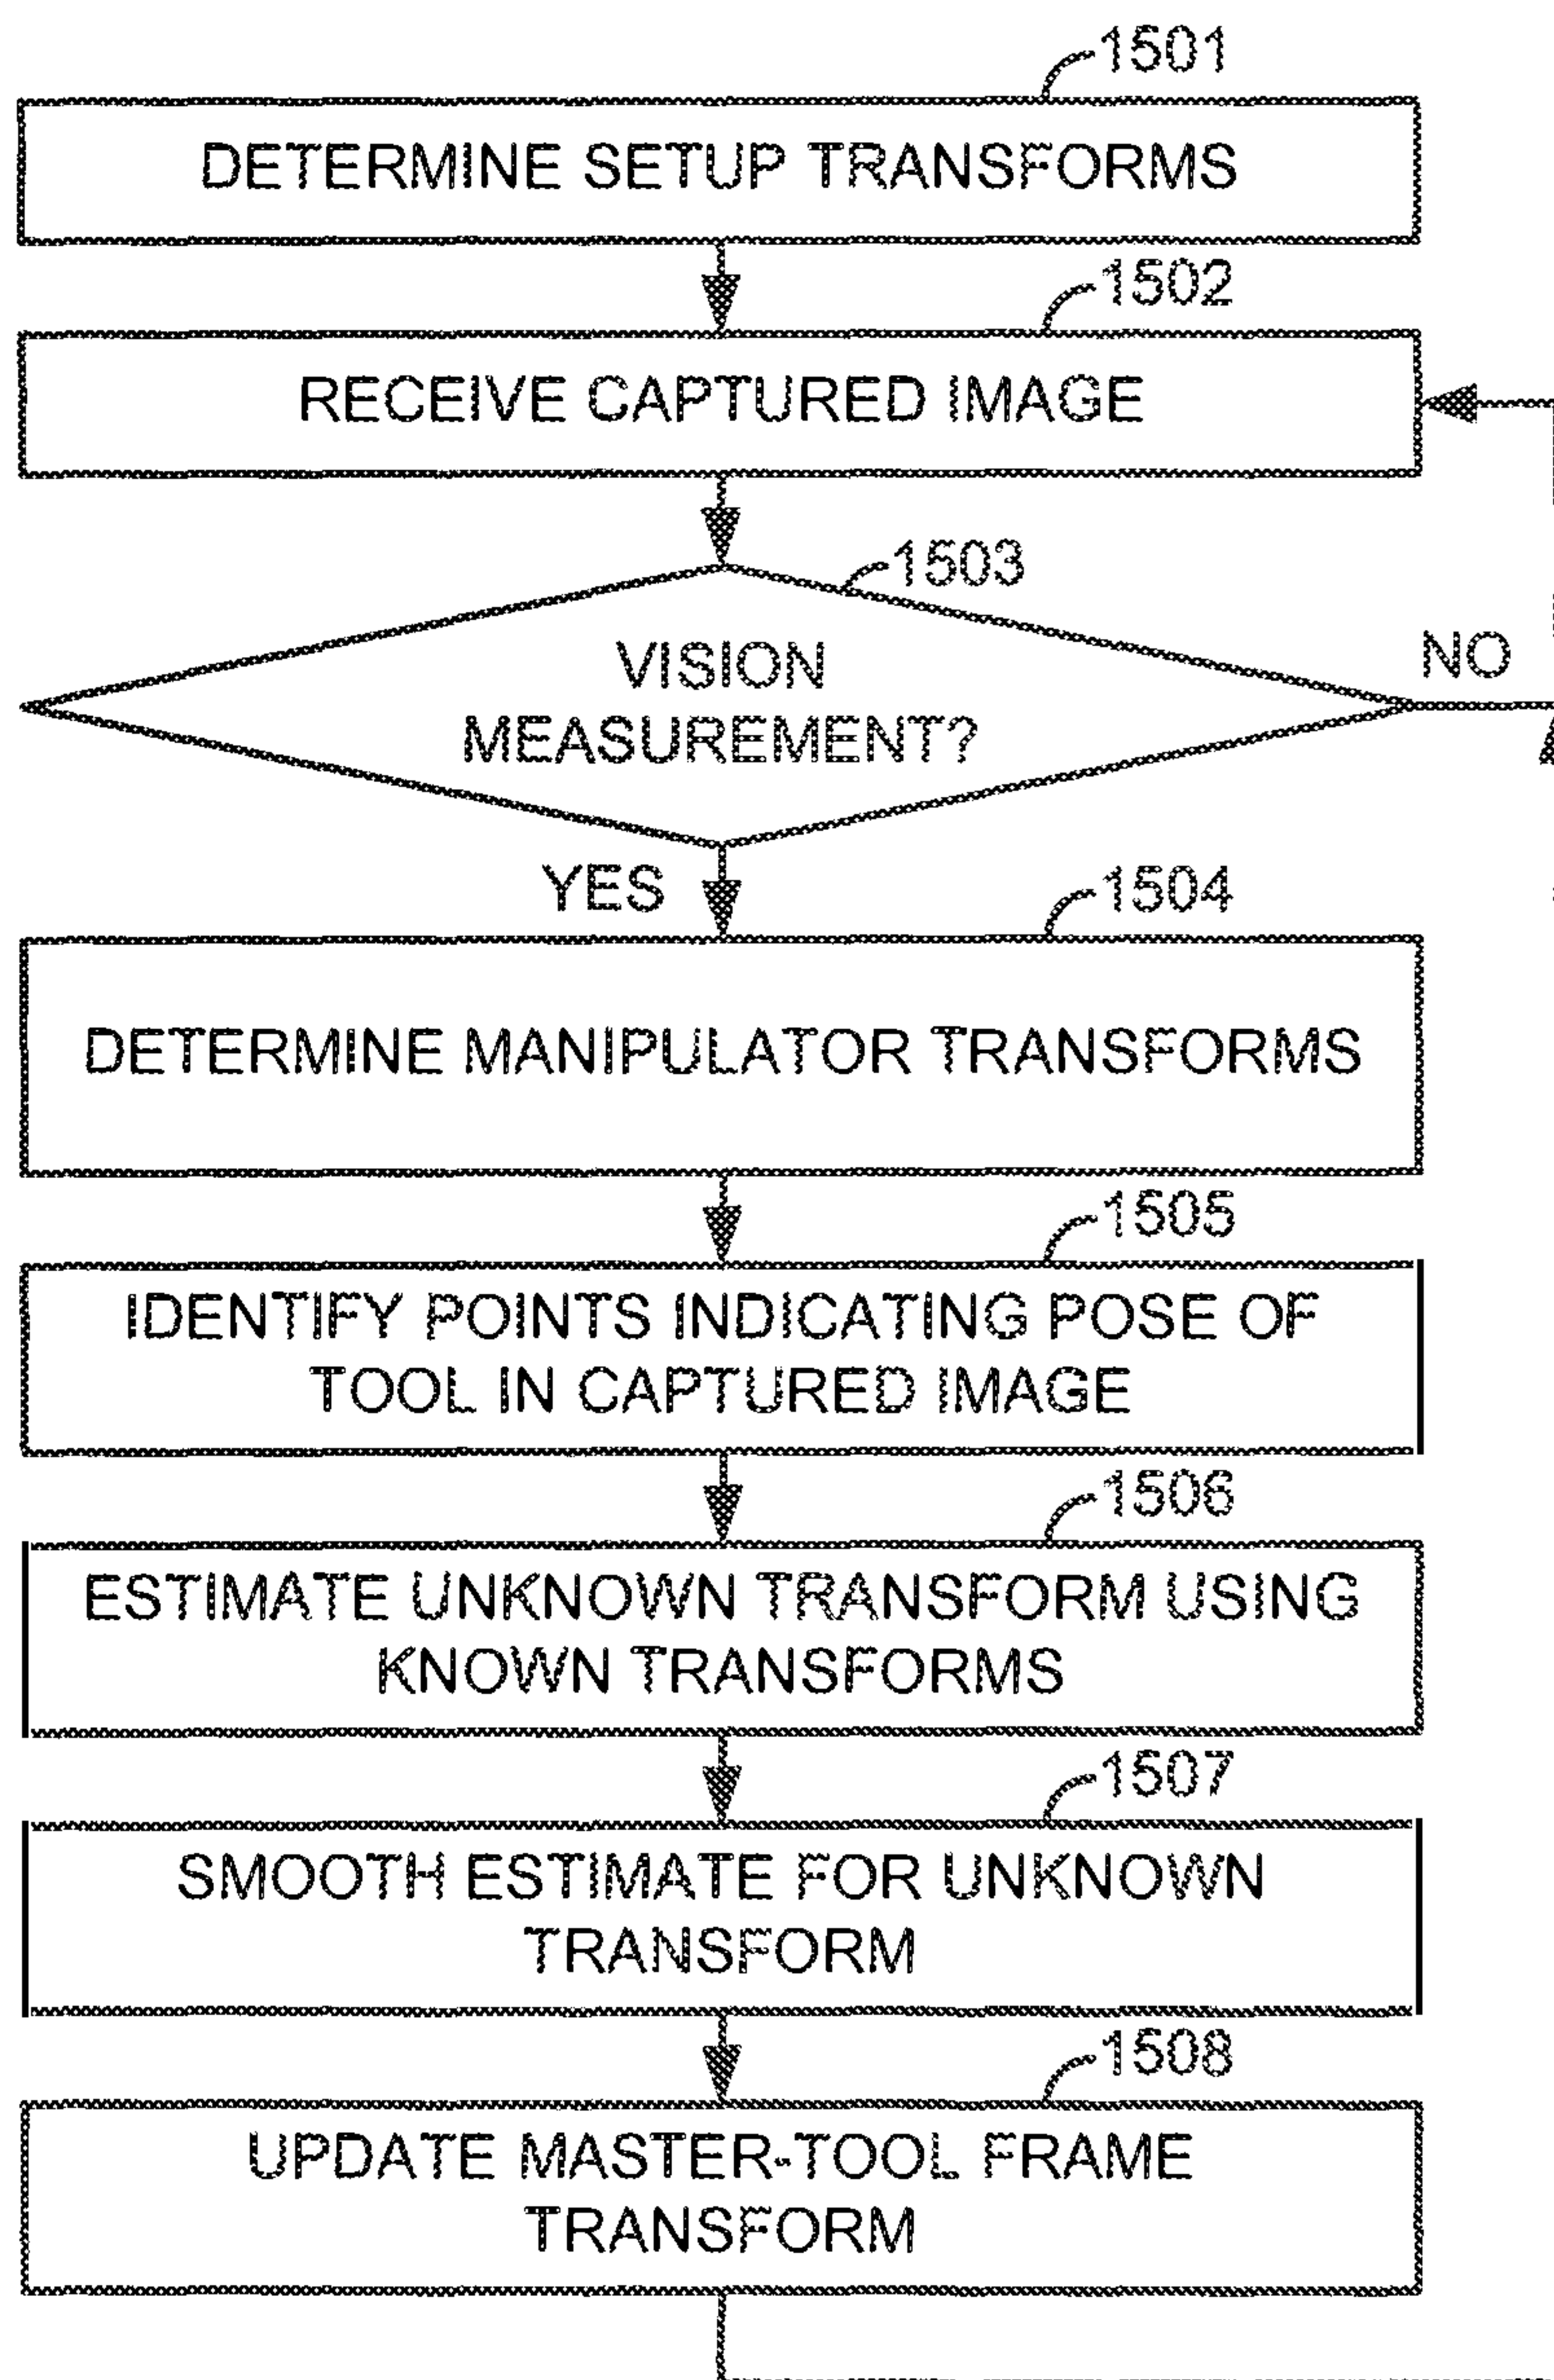 1501
DETERMINE SETUP TRANSFORMS
1502
RECEIVE CAPTURED IMAGE
1503
VISION
MEASUREMENT?
NO
YES
1504
DETERMINE MANIPULATOR TRANSFORMS
1505
IDENTIFY POINTS INDICATING POSE OF
TOOL IN CAPTURED IMAGE
1506
ESTIMATE UNKNOWN TRANSFORM USING
KNOWN TRANSFORMS
1507
SMOOTH ESTIMATE FOR UNKNOWN
TRANSFORM
1508
UPDATE MASTER-TOOL FRAME
TRANSFORM